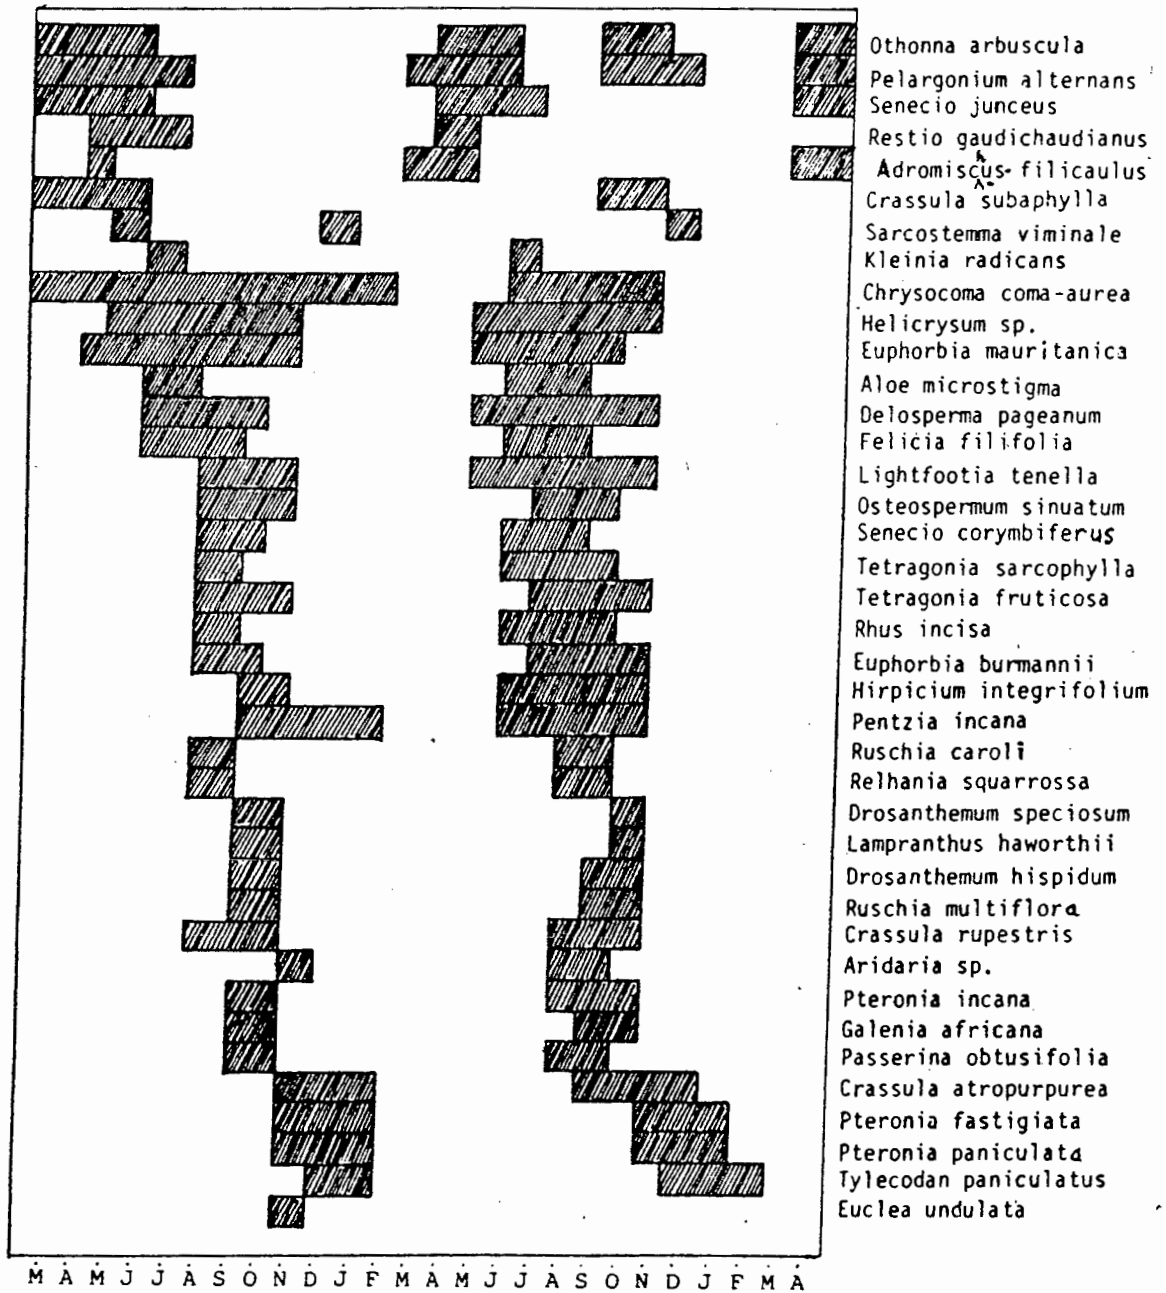 Othonna arbuscula
Pelargonium alternans
Senecio junceus
Restio gaudichaudianus
h
Adromiscus filicaulus
Crassula subaphylla
Sarcostemma viminale
Kleinia radicans
Chrysocoma coma-aurea
Helicrysum sp.
Euphorbia mauritanica
Aloe microstigma
Delosperma pageanum
Felicia filifolia
Lightfootia tenella
Osteospermum sinuatum
Senecio corymbiferus
Tetragonia sarcophylla
Tetragonia fruticosa
Rhus incisa
Euphorbia burmannii
Hirpicium integrifolium
Pentzia incana
Ruschia caroli
Relhania squarrossa
Drosanthemum speciosum
Lampranthus haworthii
Drosanthemum hispidum
Ruschia multiflora
Crassula rupestris
Aridaria sp.
Pteronia incana
Galenia africana
Passerina obtusifolia
Crassula atropurpurea
Pteronia fastigiata
Pteronia paniculata
Tylecodan paniculatus
Euclea undulata
M A M J J A S O N D J F M A M J J A S O N D J F M A